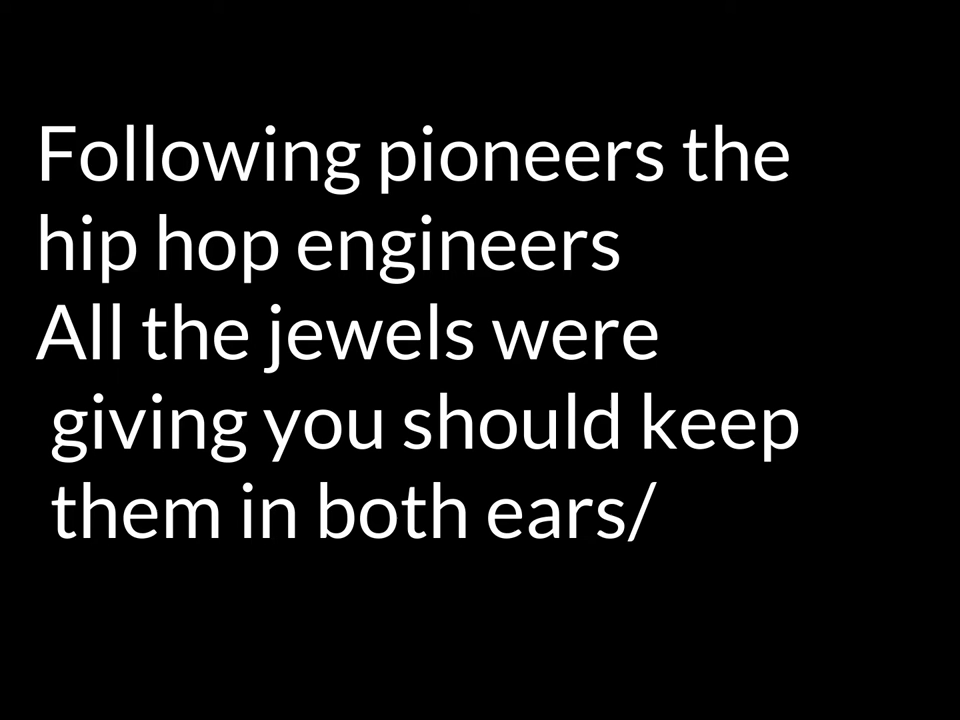 Following pioneers the
hip hop engineers
All the jewels were
giving you should keep
them in both ears/